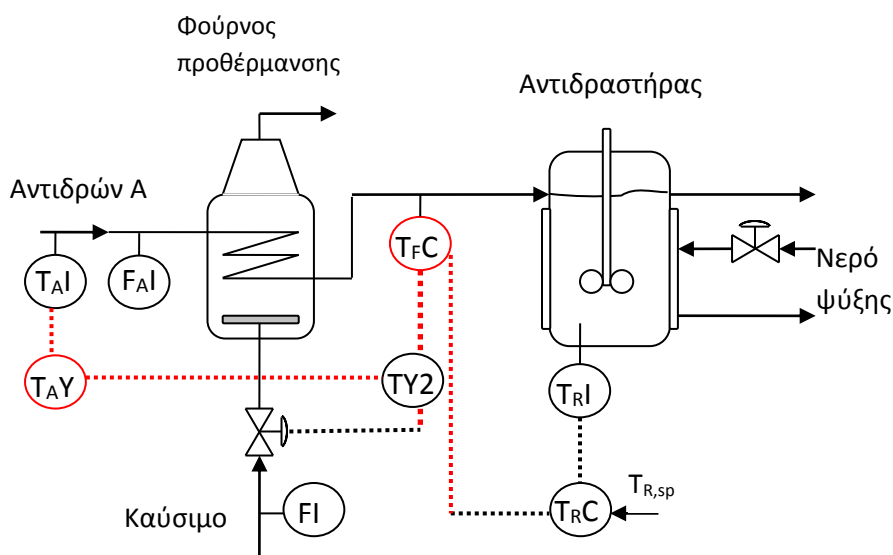 Φούρνος
προθέρμανσης
Αντιδραστήρας
Αντιδρών Α
TAI
FAI
TFC
Νερό
ψύξης
TAY
TY2
TRI
TR,sp
TRC
Καύσιμο
FI